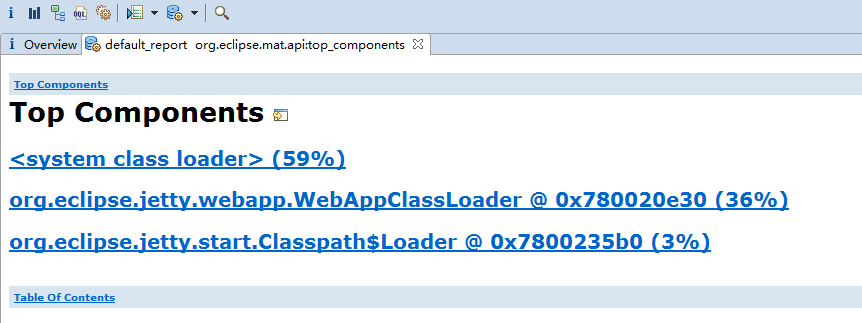 i OQL
i Overview default_report org.eclipse.mat.api:top_components
Top Components
Top Components
<system class loader> (59%)
org.eclipse.jetty.webapp.WebAppClassLoader @ 0x780020e30 (36%)
org.eclipse.jetty.start.Classpath$Loader @ 0x7800235b0 (3%)
Table Of Contents